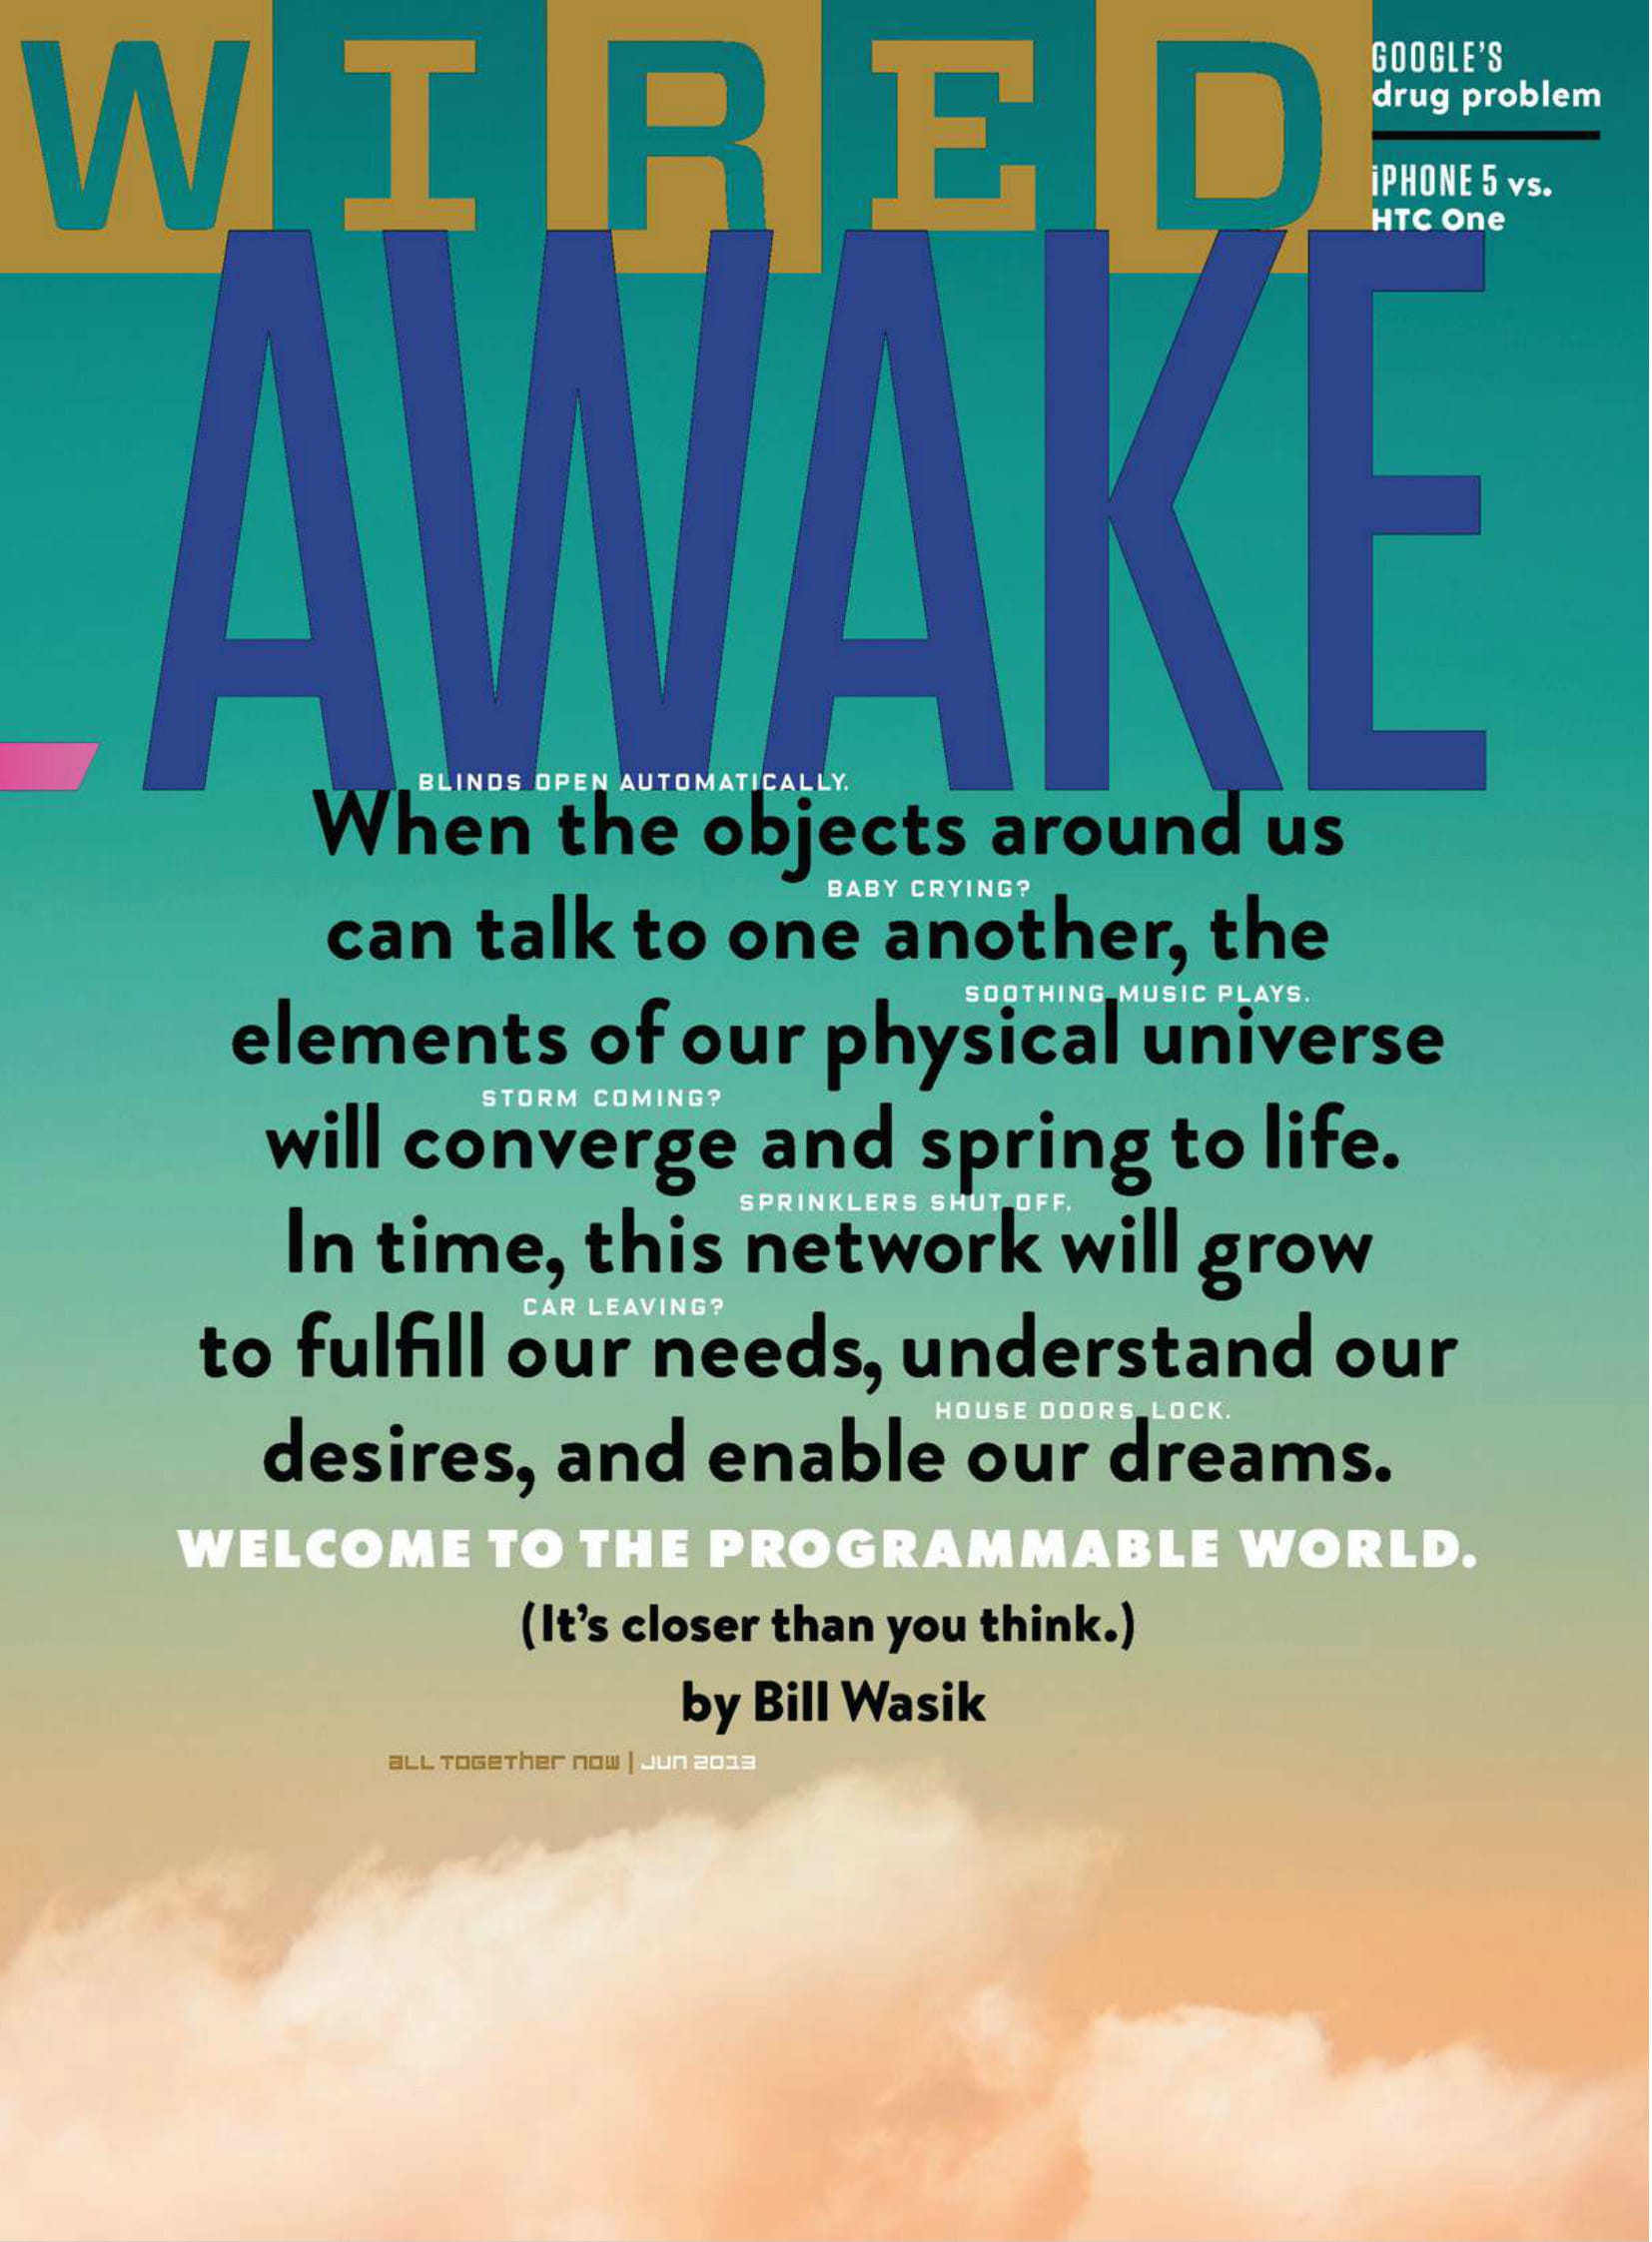 WIRED
GOOGLE'S
drug problem
iPHONE 5 vs.
HTC One
AWAKE
BLINDS OPEN AUTOMATICALLY.
When the objects around us
BABY CRYING?
can talk to one another, the
SOOTHING MUSIC PLAYS.
elements of our physical universe
STORM COMING?
will converge and spring to life.
SPRINKLERS SHUT OFF.
In time, this network will grow
CAR LEAVING?
to fulfill our needs, understand our
HOUSE DOORS LOCK.
desires, and enable our dreams.
WELCOME TO THE PROGRAMMABLE WORLD.
(It's closer than you think.)
by Bill Wasik
ALL TOGETHER NOW | JUN 2013